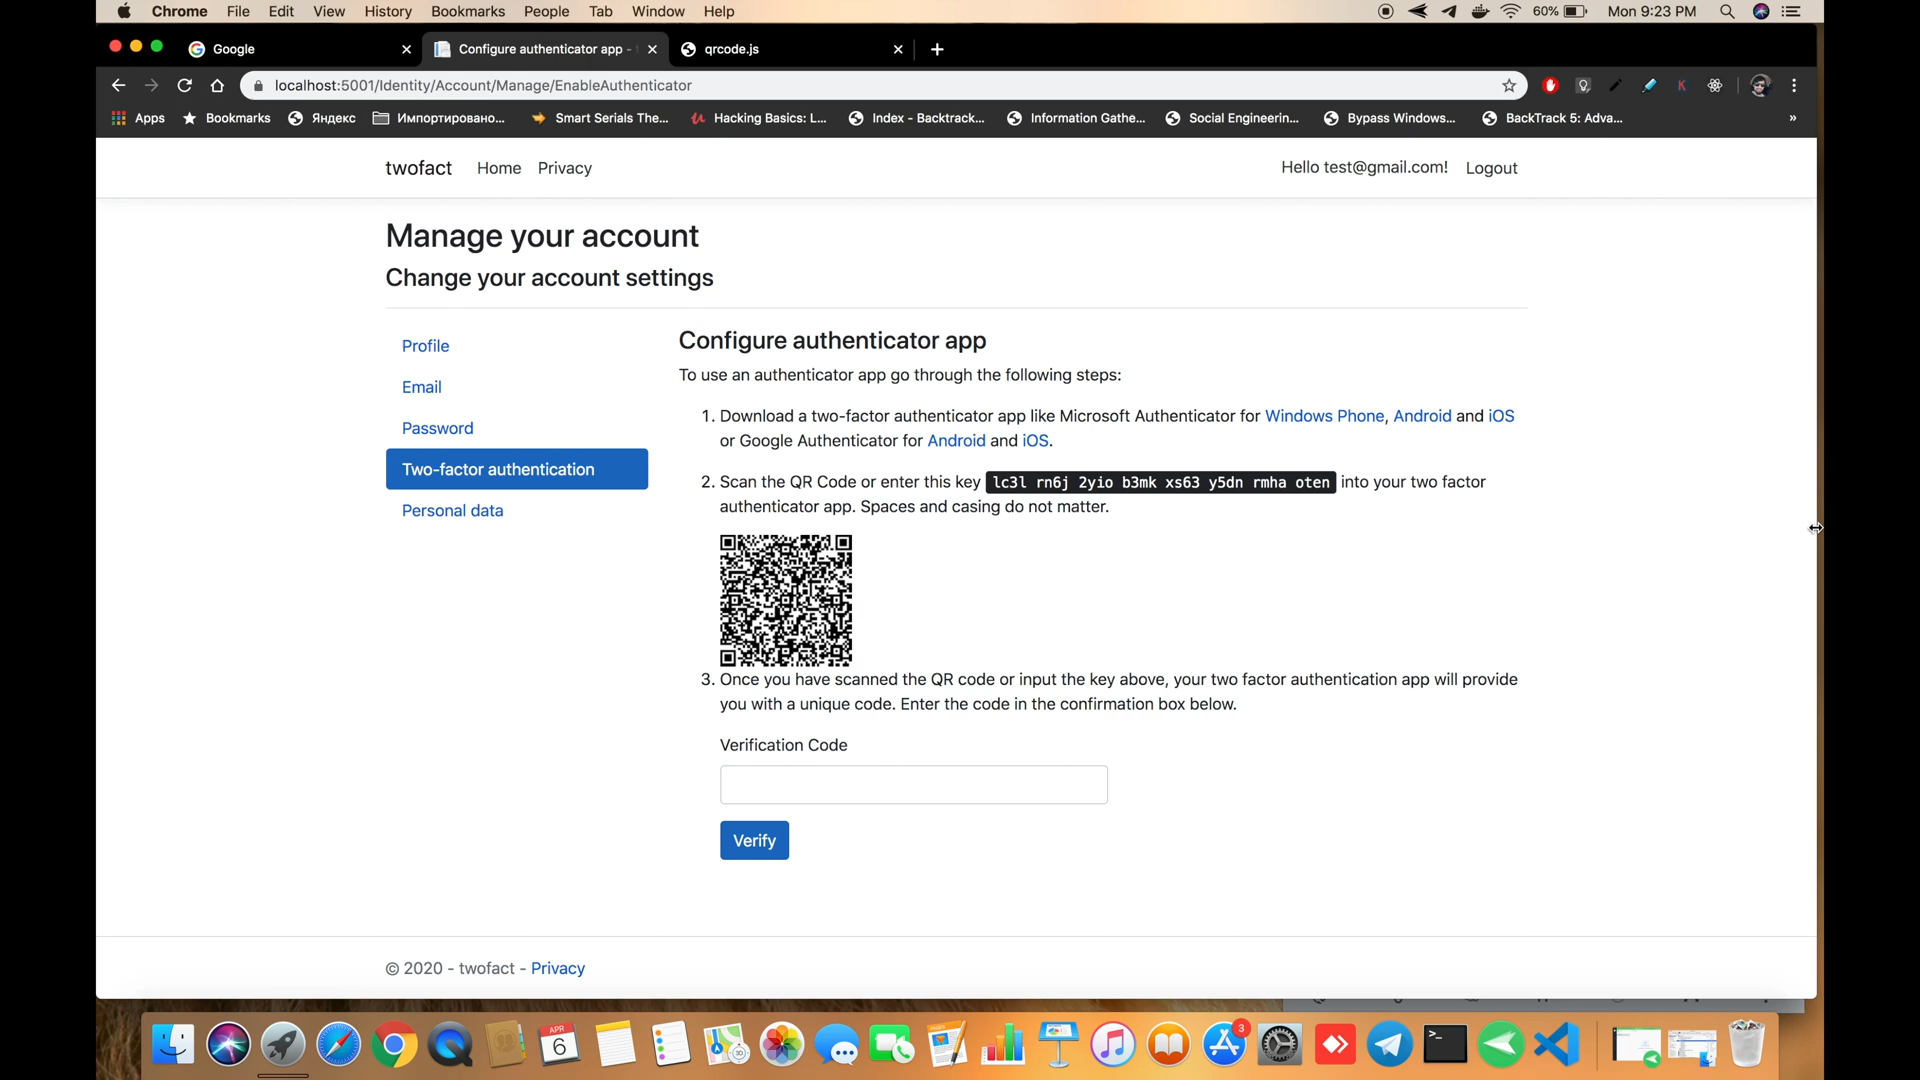 Chrome File Edit View History Bookmarks People Tab Window Help 60% Mon 9:23 PM
Google Configure authenticator app - qrcode.js
localhost:5001/Identity/Account/Manage/EnableAuthenticator
Apps Bookmarks Яндекс Импортировано... Smart Serials The... Hacking Basics: L... Index - Backtrack... Information Gathe... Social Engineerin... Bypass Windows... BackTrack 5: Adva... »
twofact Home Privacy Hello test@gmail.com! Logout
Manage your account
Change your account settings
Profile
Email
Password
Two-factor authentication
Personal data
Configure authenticator app
To use an authenticator app go through the following steps:
1. Download a two-factor authenticator app like Microsoft Authenticator for Windows Phone, Android and iOS
or Google Authenticator for Android and iOS.
2. Scan the QR Code or enter this key lc3l rn6j 2yio b3mk xs63 y5dn rmha oten into your two factor
authenticator app. Spaces and casing do not matter.
3. Once you have scanned the QR code or input the key above, your two factor authentication app will provide
you with a unique code. Enter the code in the confirmation box below.
Verification Code
Verify
© 2020 - twofact - Privacy
APR
6
3D
3